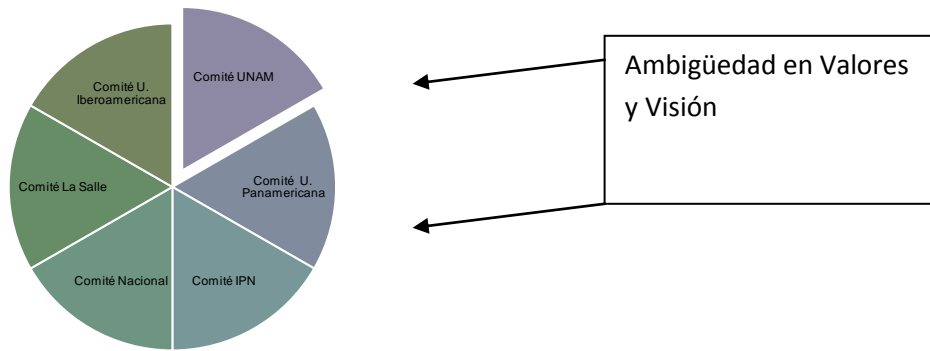 Comité UNAM
Comité U.
Panamericana
Comité IPN
Comité Nacional
Comité La Salle
Comité U.
Iberoamericana
Ambigüedad en Valores
y Visión